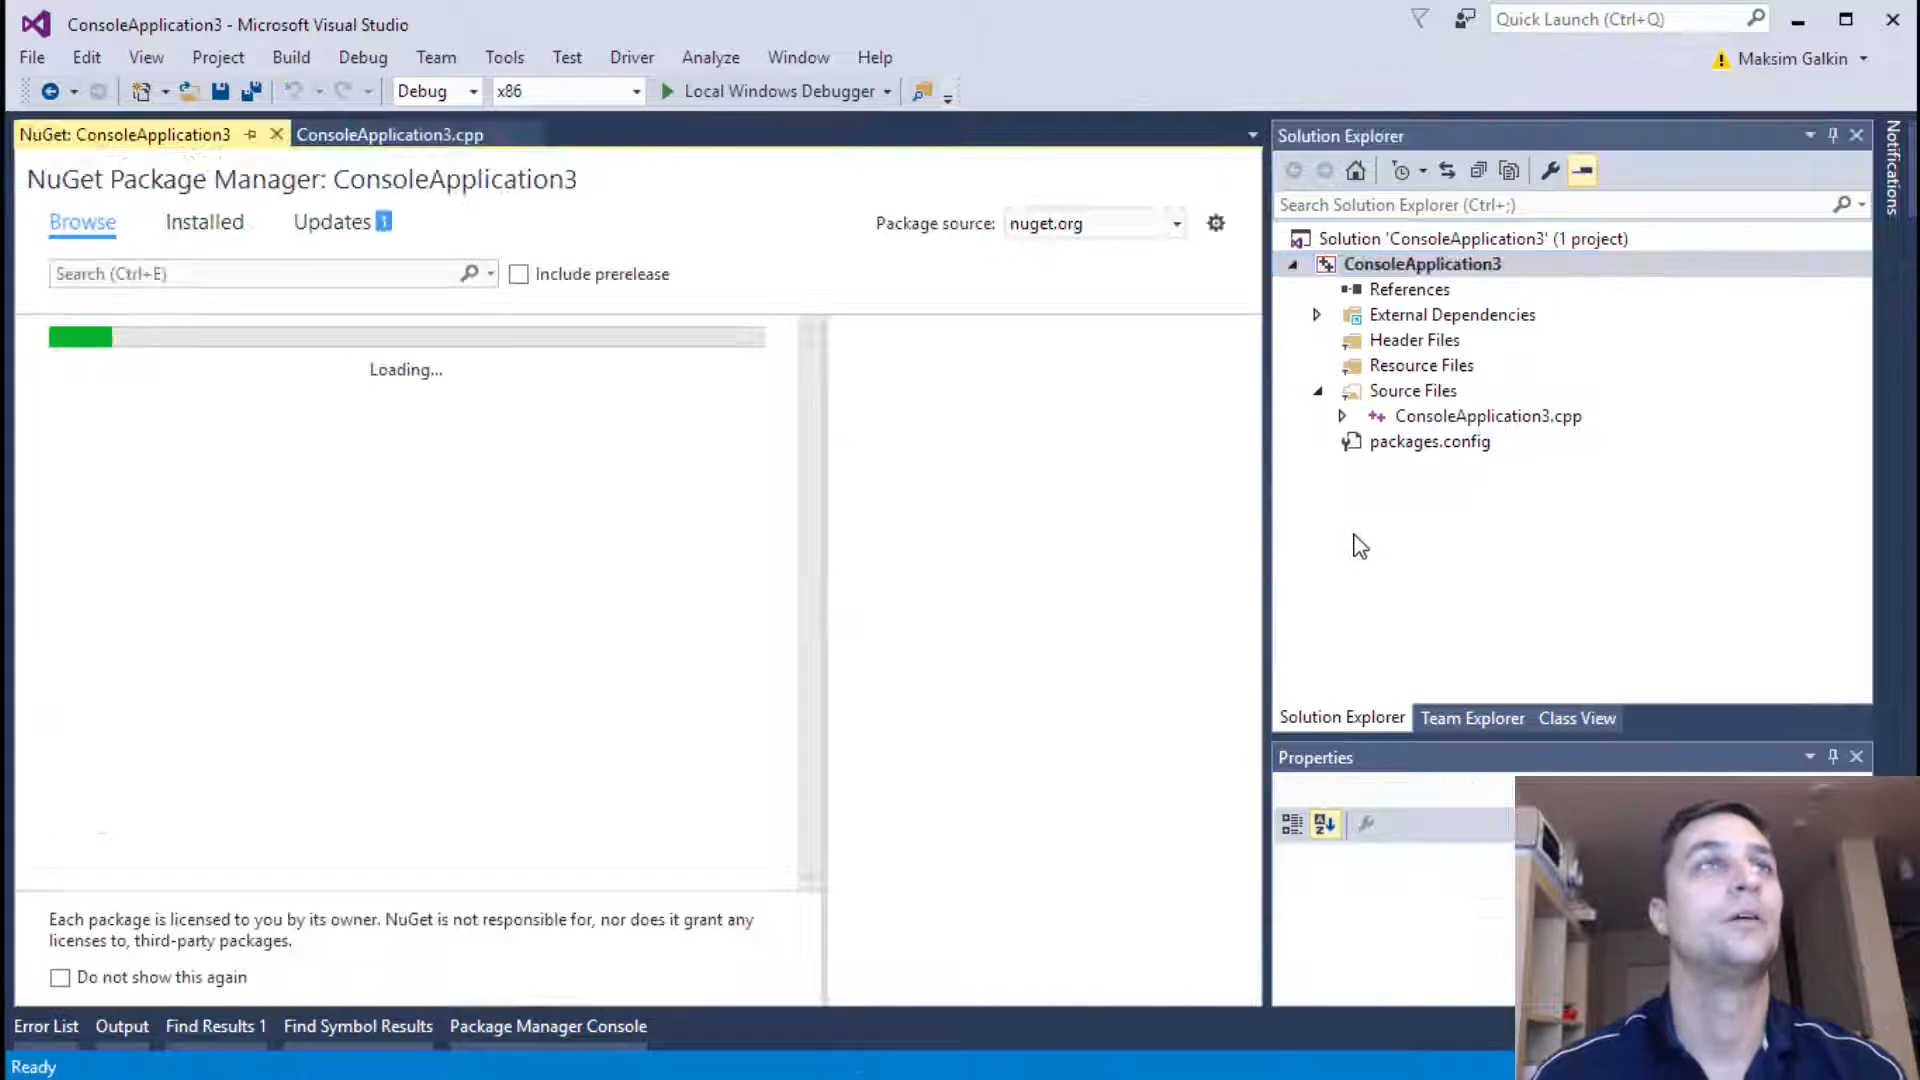 ConsoleApplication3 - Microsoft Visual Studio
Quick Launch (Ctrl+Q)
File Edit View Project Build Debug Team Tools Test Driver Analyze Window Help
Maksim Galkin
Debug x86 Local Windows Debugger
NuGet: ConsoleApplication3 ConsoleApplication3.cpp
NuGet Package Manager: ConsoleApplication3
Browse Installed Updates 1
Package source: nuget.org
Search (Ctrl+E) Include prerelease
Loading...
Each package is licensed to you by its owner. NuGet is not responsible for, nor does it grant any
licenses to, third-party packages.
Do not show this again
Solution Explorer
Search Solution Explorer (Ctrl+;)
Solution 'ConsoleApplication3' (1 project)
ConsoleApplication3
References
External Dependencies
Header Files
Resource Files
Source Files
ConsoleApplication3.cpp
packages.config
Solution Explorer Team Explorer Class View
Properties
Notifications
Error List Output Find Results 1 Find Symbol Results Package Manager Console
Ready